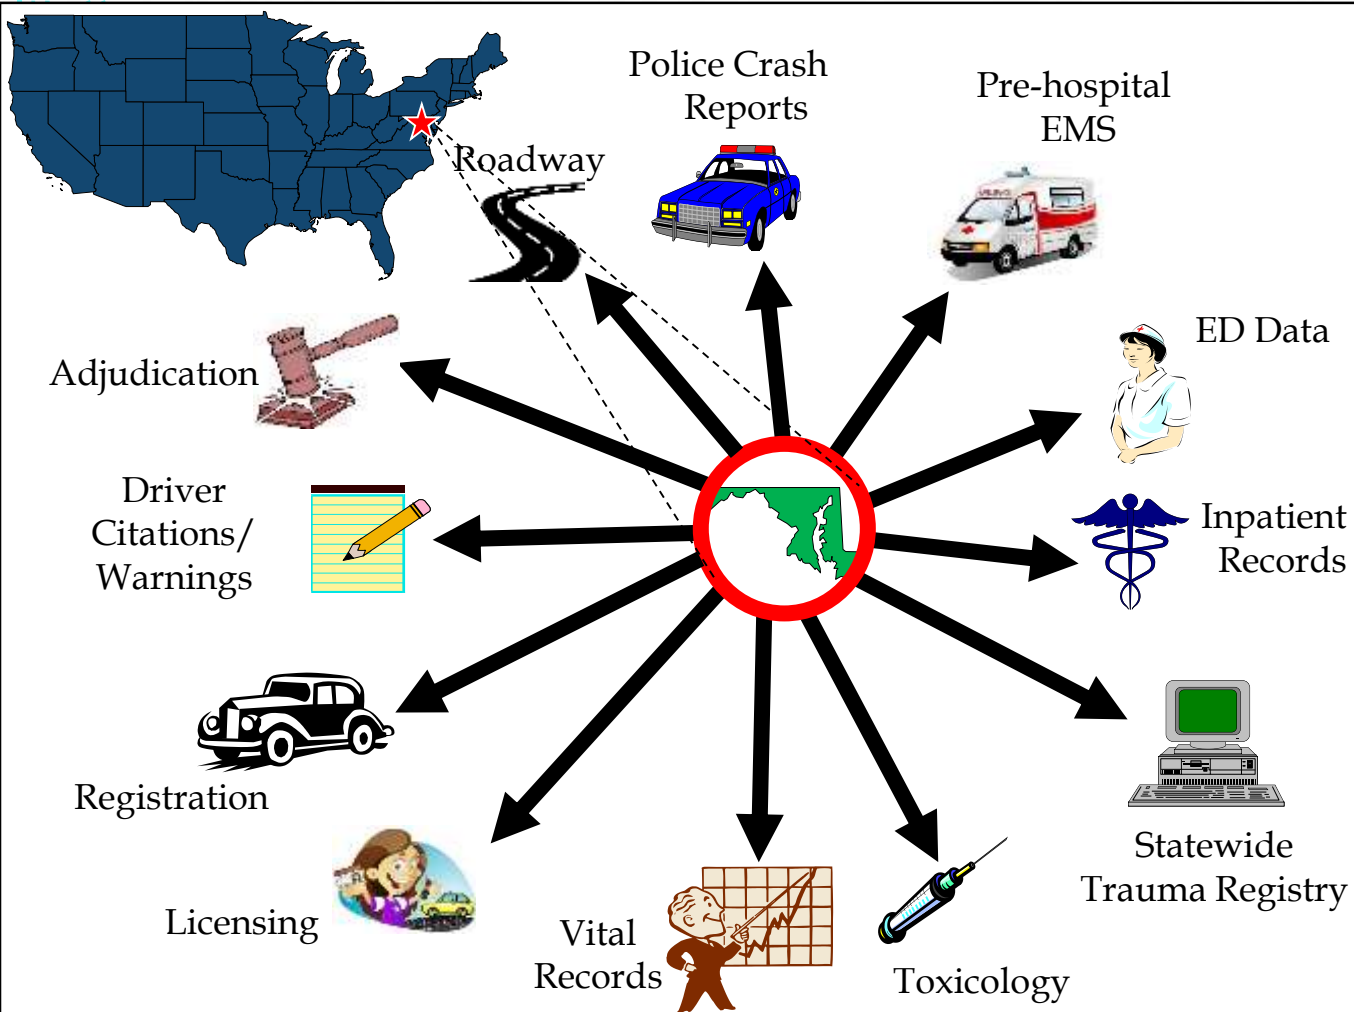 Police Crash
Reports
Pre-hospital
EMS
Roadway
ED Data
Adjudication
Driver
Citations/
Warnings
Inpatient
Records
Registration
Statewide
Trauma Registry
Licensing
Vital
Records
Toxicology